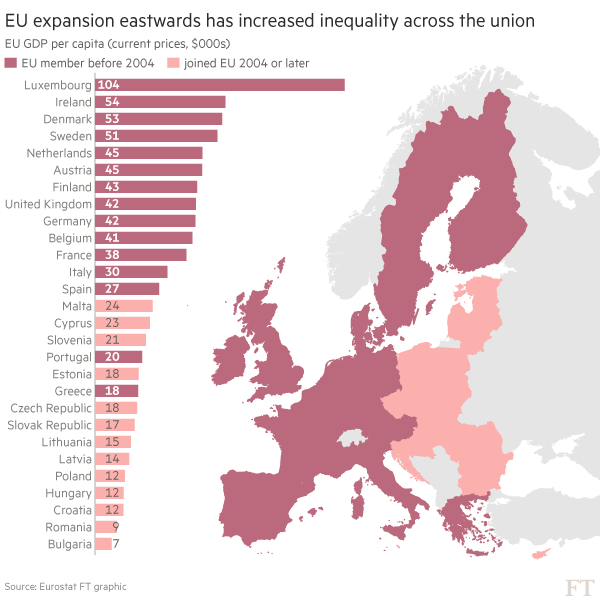 EU expansion eastwards has increased inequality across the union
EU GDP per capita (current prices, $000s)
EU member before 2004 joined EU 2004 or later
Luxembourg 104
Ireland 54
Denmark 53
Sweden 51
Netherlands 45
Austria 45
Finland 43
United Kingdom 42
Germany 42
Belgium 41
France 38
Italy 30
Spain 27
Malta 24
Cyprus 23
Slovenia 21
Portugal 20
Estonia 18
Greece 18
Czech Republic 18
Slovak Republic 17
Lithuania 15
Latvia 14
Poland 12
Hungary 12
Croatia 12
Romania 9
Bulgaria 7
Source: Eurostat FT graphic
FT